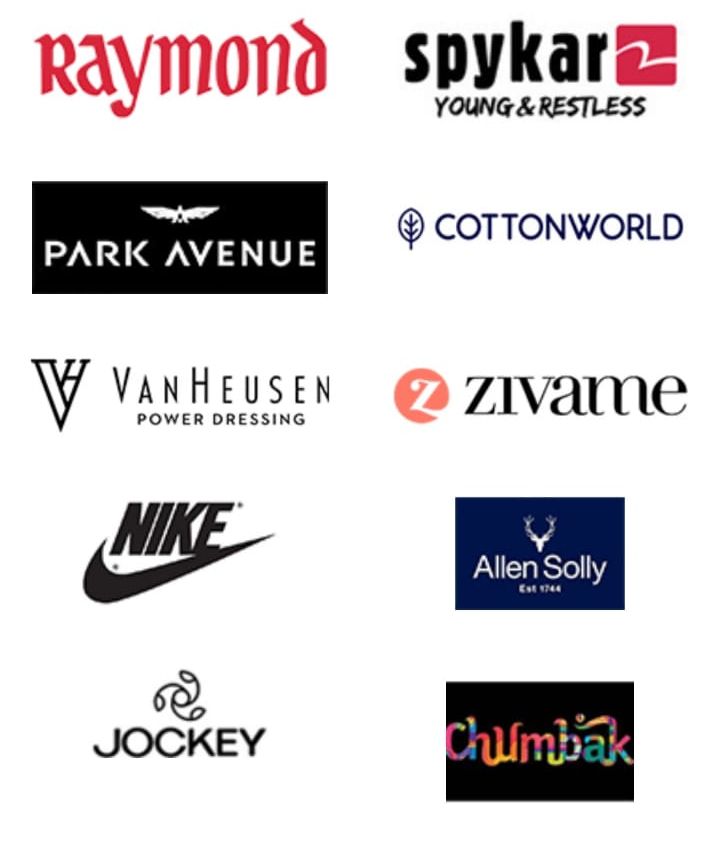 Raymond
spykar
YOUNG & RESTLESS
PARK AVENUE
COTTONWORLD
VANHEUSEN
POWER DRESSING
zivame
NIKE
Allen Solly
Est 1744
JOCKEY
Chumbak